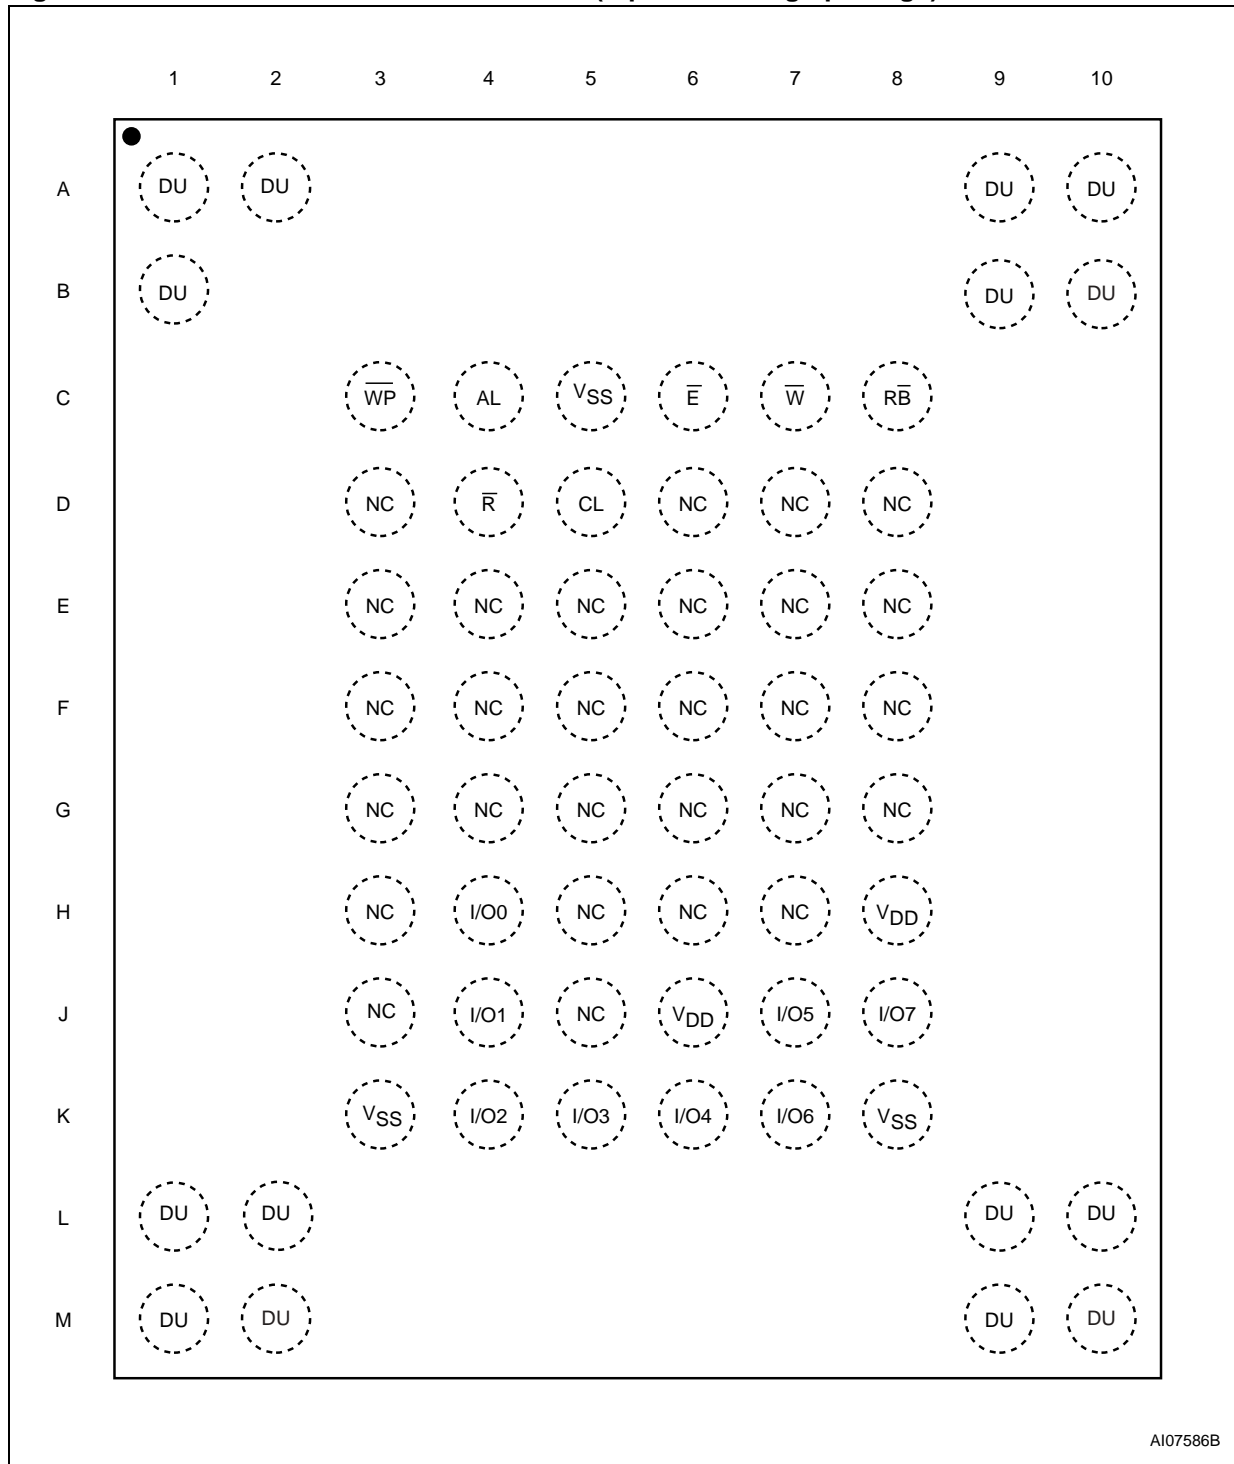 1 2 3 4 5 6 7 8 9 10
A DU DU DU DU
B DU DU DU
C W̅P̅ AL VSS E̅ W̅ RB̅
D NC R̅ CL NC NC NC
E NC NC NC NC NC NC
F NC NC NC NC NC NC
G NC NC NC NC NC NC
H NC I/O0 NC NC NC VDD
J NC I/O1 NC VDD I/O5 I/O7
K VSS I/O2 I/O3 I/O4 I/O6 VSS
L DU DU DU DU
M DU DU DU DU
AI07586B